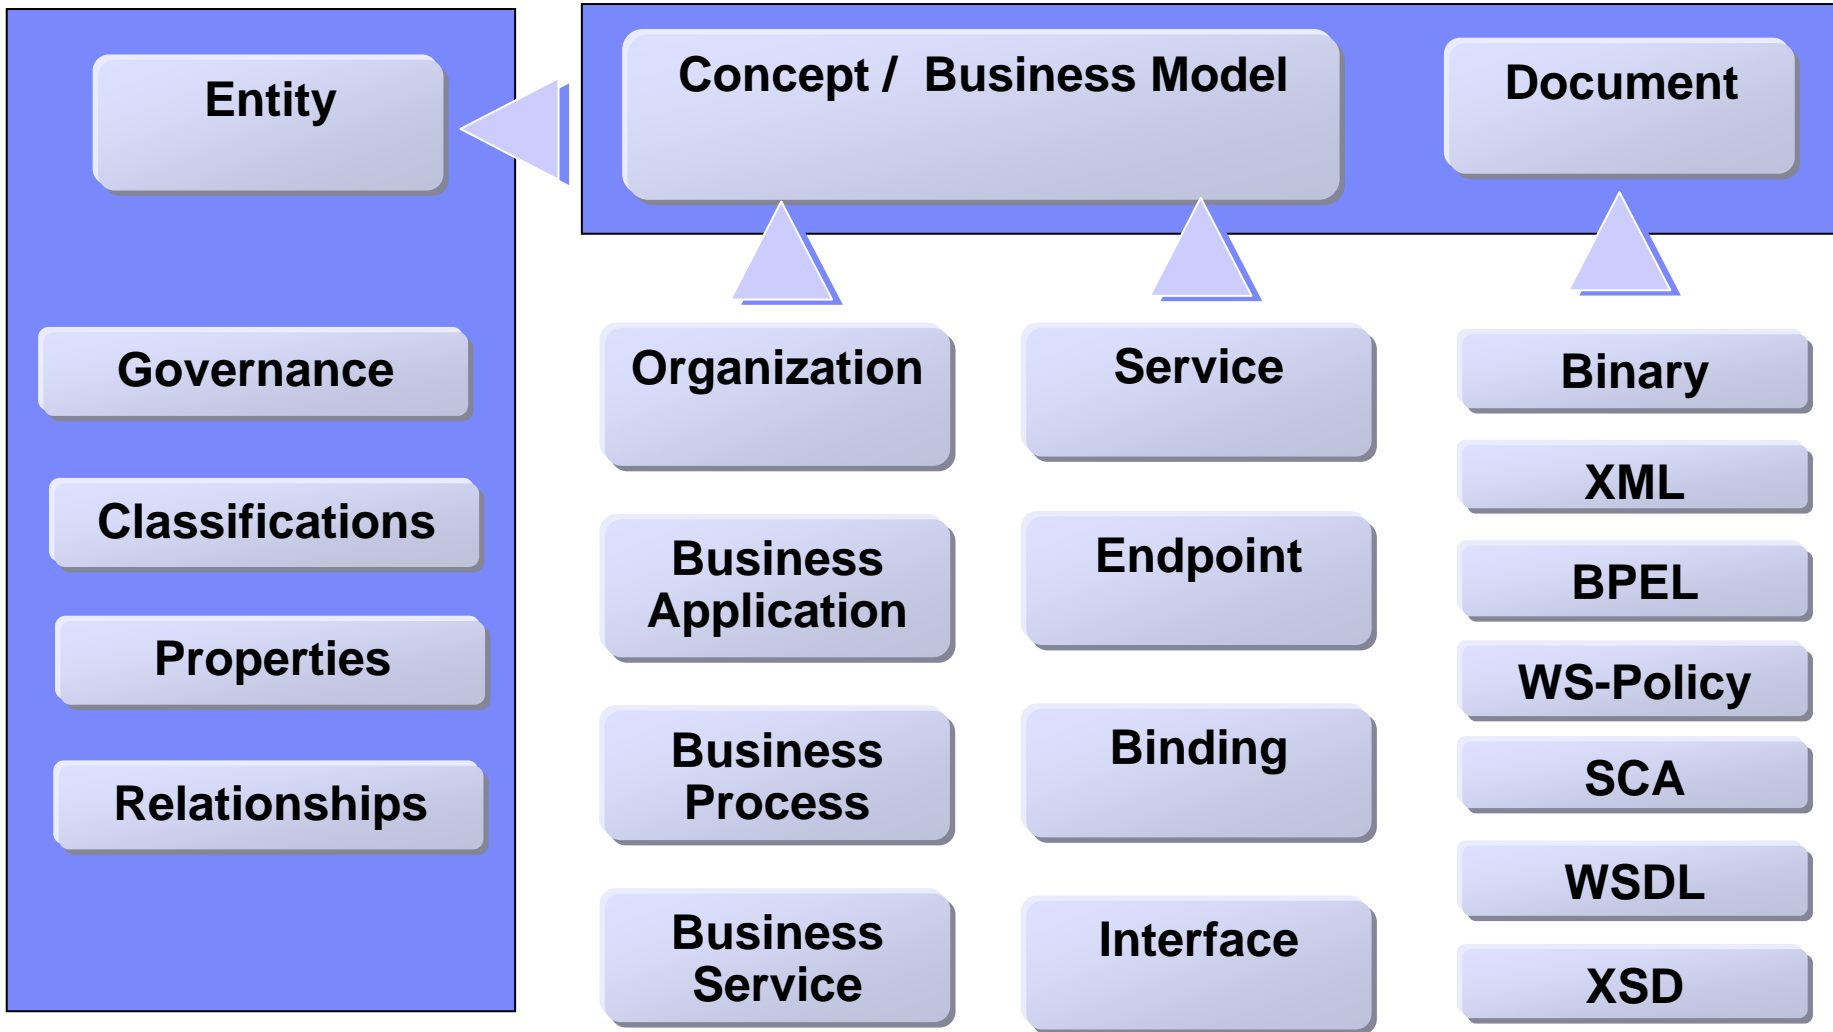 Entity
Governance
Classifications
Properties
Relationships
Concept /  Business Model
Document
Organization
Business
Application
Business
Process
Business
Service
Service
Endpoint
Binding
Interface
Binary
XML
BPEL
WS-Policy
SCA
WSDL
XSD